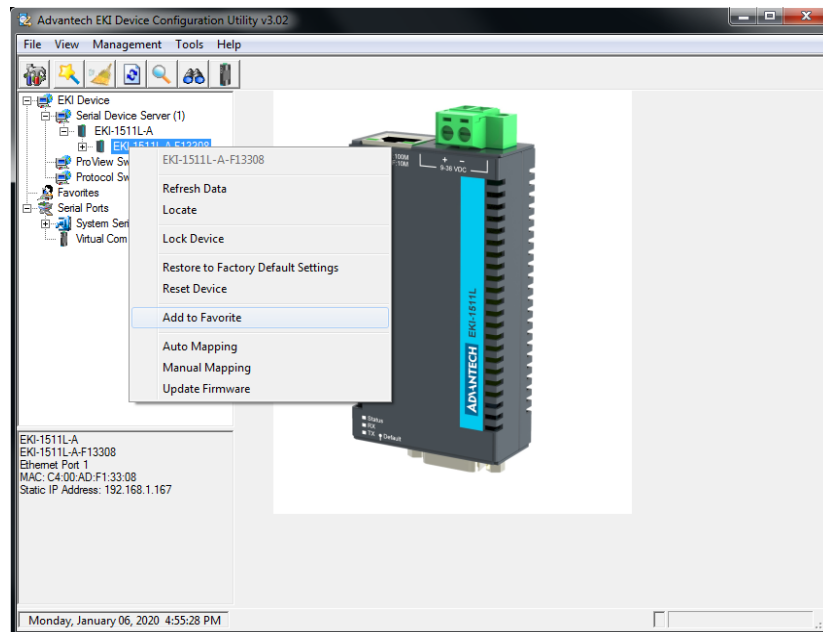 Advantech EKI Device Configuration Utility v3.02
File View Management Tools Help
EKI Device
Serial Device Server (1)
EKI-1511L-A
EKI-1511L-A-F13308
ProView Sw
Protocol Sw
Favorites
Serial Ports
System Seri
Virtual Com
EKI-1511L-A-F13308
Refresh Data
Locate
Lock Device
Restore to Factory Default Settings
Reset Device
Add to Favorite
Auto Mapping
Manual Mapping
Update Firmware
:100M
F:10M
+ -
9-36 VDC
ADVANTECH EKI-1511L
Status
RX
TX Default
EKI-1511L-A
EKI-1511L-A-F13308
Ethernet Port 1
MAC: C4:00:AD:F1:33:08
Static IP Address: 192.168.1.167
Monday, January 06, 2020 4:55:28 PM